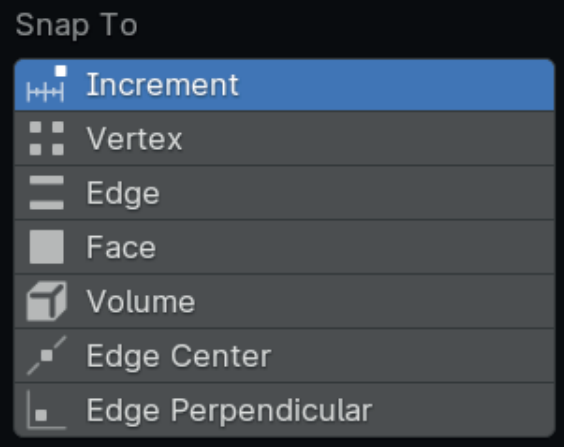 Snap To
Increment
Vertex
Edge
Face
Volume
Edge Center
Edge Perpendicular